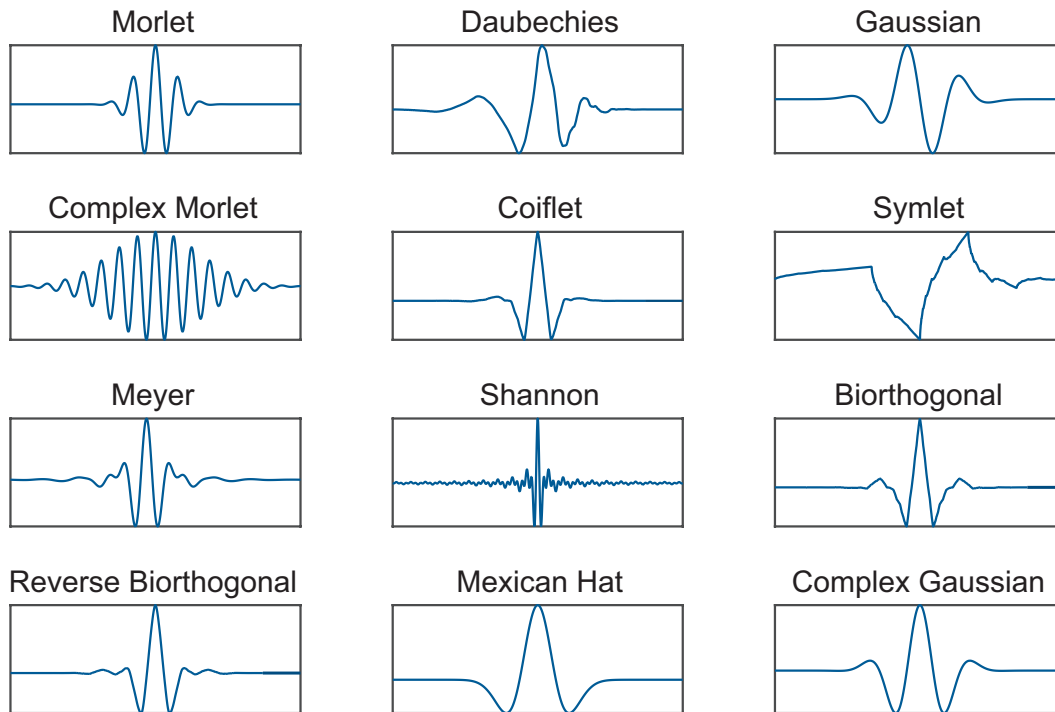 Morlet
Daubechies
Gaussian
Complex Morlet
Coiflet
Symlet
Meyer
Shannon
Biorthogonal
Reverse Biorthogonal
Mexican Hat
Complex Gaussian